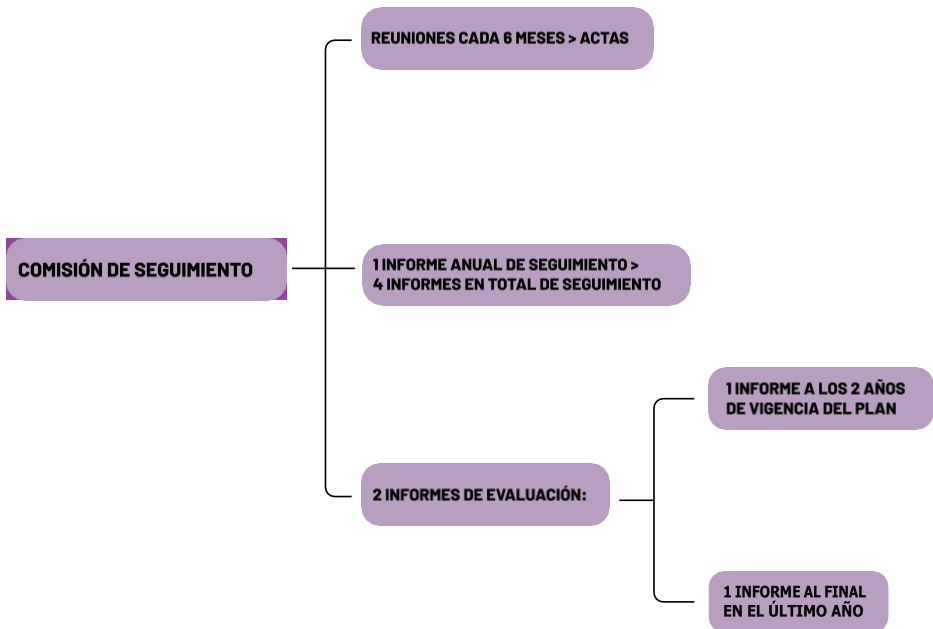 REUNIONES CADA 6 MESES > ACTAS
COMISIÓN DE SEGUIMIENTO
1 INFORME ANUAL DE SEGUIMIENTO >
4 INFORMES EN TOTAL DE SEGUIMIENTO
1 INFORME A LOS 2 AÑOS
DE VIGENCIA DEL PLAN
2 INFORMES DE EVALUACIÓN:
1 INFORME AL FINAL
EN EL ÚLTIMO AÑO